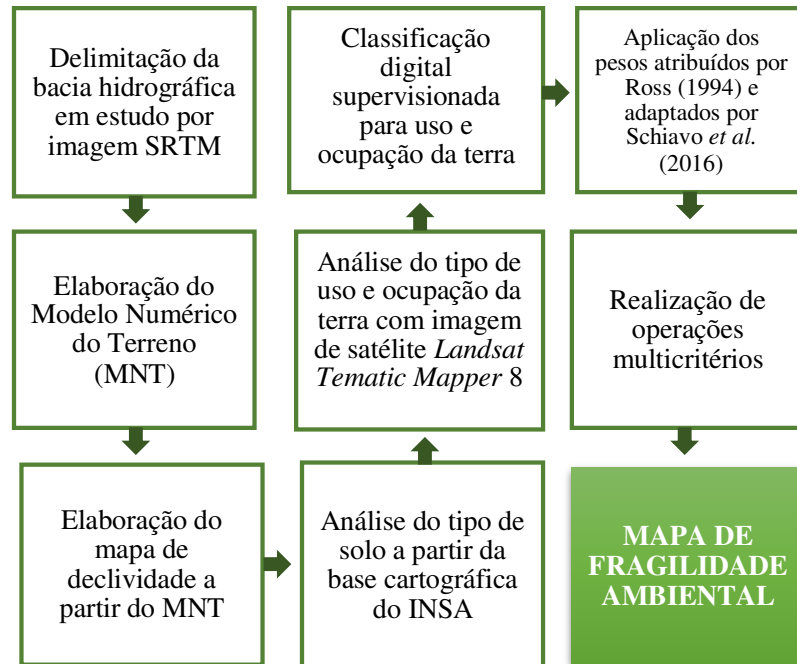 Delimitação da
bacia hidrográfica
em estudo por
imagem SRTM
Elaboração do
Modelo Numérico
do Terreno
(MNT)
Elaboração do
mapa de
declividade a
partir do MNT
Análise do tipo de
solo a partir da
base cartográfica
do INSA
Análise do tipo de
uso e ocupação da
terra com imagem
de satélite Landsat
Tematic Mapper 8
Classificação
digital
supervisionada
para uso e
ocupação da terra
Aplicação dos
pesos atribuídos por
Ross (1994) e
adaptados por
Schiavo et al.
(2016)
Realização de
operações
multicritérios
MAPA DE
FRAGILIDADE
AMBIENTAL